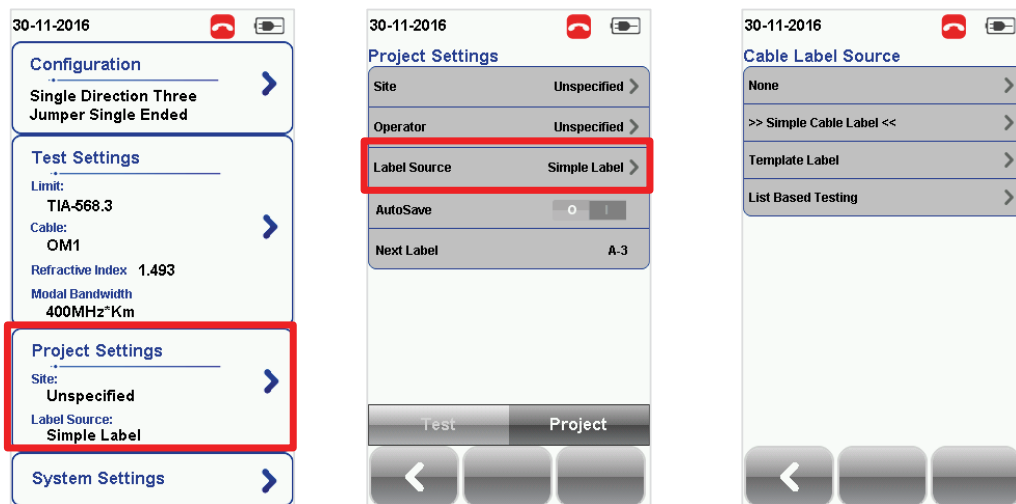 30-11-2016
Configuration
Single Direction Three
Jumper Single Ended
Test Settings
Limit:
TIA-568.3
Cable:
OM1
Refractive Index 1.493
Modal Bandwidth
400MHz*Km
Project Settings
Site:
Unspecified
Label Source:
Simple Label
System Settings
30-11-2016
Project Settings
Site Unspecified
Operator Unspecified
Label Source Simple Label
AutoSave O I
Next Label A-3
Test Project
30-11-2016
Cable Label Source
None
>> Simple Cable Label <<
Template Label
List Based Testing